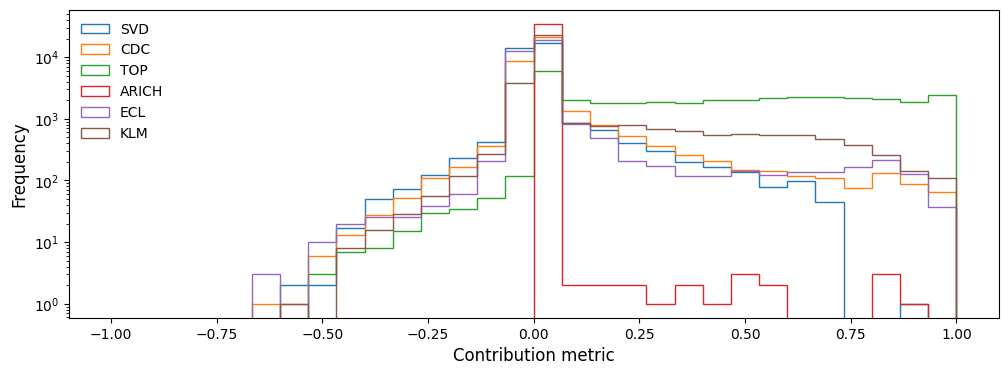 SVD
CDC
TOP
ARICH
ECL
KLM
Frequency
10⁴
10³
10²
10¹
10⁰
−1.00 −0.75 −0.50 −0.25 0.00 0.25 0.50 0.75 1.00
Contribution metric